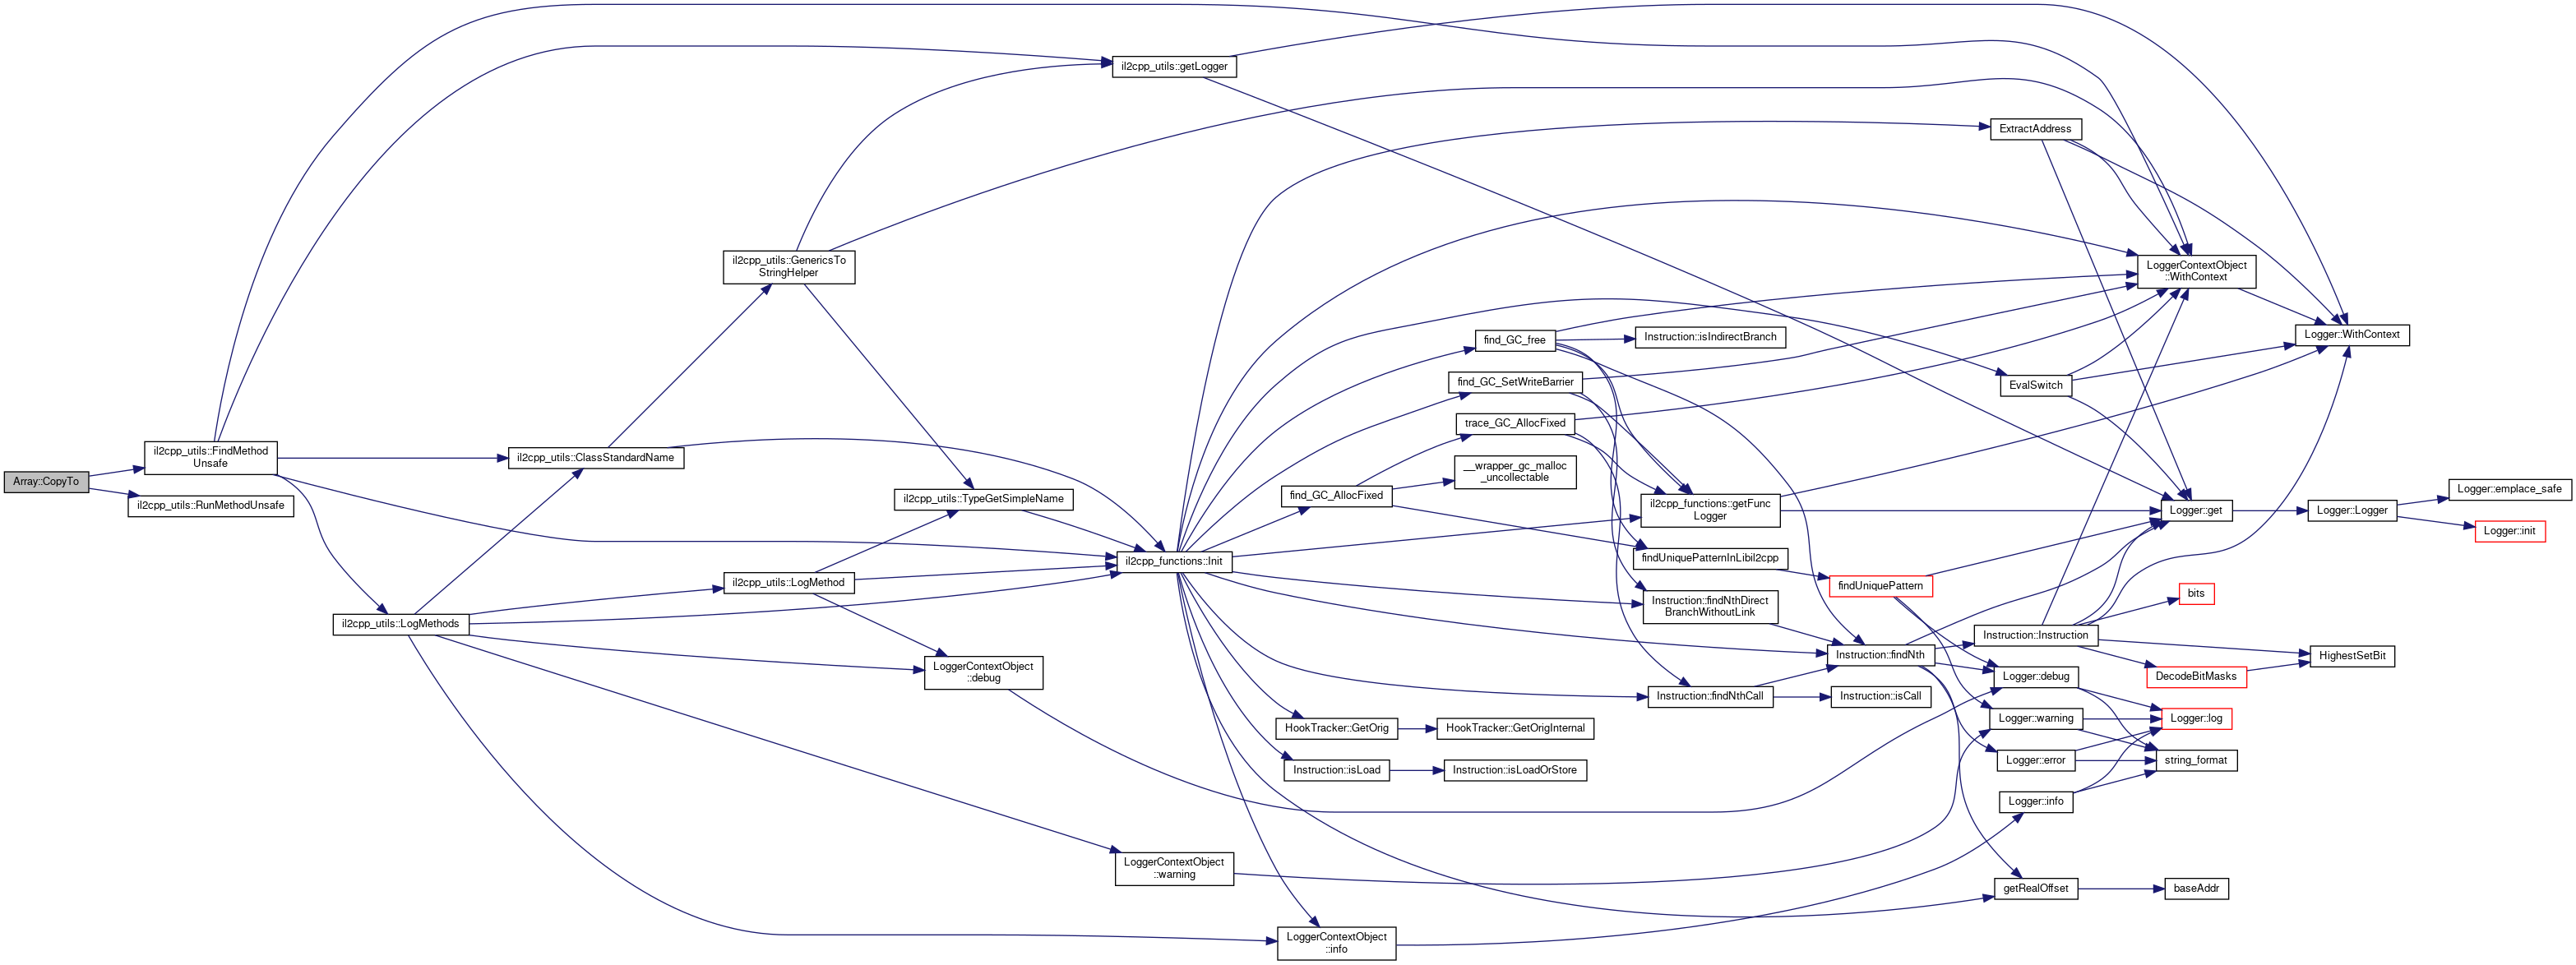 Array::CopyTo
il2cpp_utils::FindMethod
Unsafe
il2cpp_utils::RunMethodUnsafe
il2cpp_utils::LogMethods
il2cpp_utils::ClassStandardName
il2cpp_utils::GenericsTo
StringHelper
il2cpp_utils::LogMethod
il2cpp_utils::TypeGetSimpleName
LoggerContextObject
::debug
il2cpp_utils::getLogger
il2cpp_functions::Init
LoggerContextObject
::warning
find_GC_AllocFixed
HookTracker::GetOrig
Instruction::isLoad
LoggerContextObject
::info
find_GC_free
find_GC_SetWriteBarrier
trace_GC_AllocFixed
__wrapper_gc_malloc
_uncollectable
HookTracker::GetOrigInternal
Instruction::isLoadOrStore
Instruction::isIndirectBranch
il2cpp_functions::getFunc
Logger
findUniquePatternInLibil2cpp
Instruction::findNthDirect
BranchWithoutLink
Instruction::findNthCall
findUniquePattern
Instruction::findNth
Instruction::isCall
ExtractAddress
EvalSwitch
Instruction::Instruction
Logger::debug
Logger::warning
Logger::error
Logger::info
getRealOffset
LoggerContextObject
::WithContext
Logger::get
bits
DecodeBitMasks
Logger::log
string_format
baseAddr
Logger::WithContext
Logger::Logger
HighestSetBit
Logger::emplace_safe
Logger::init